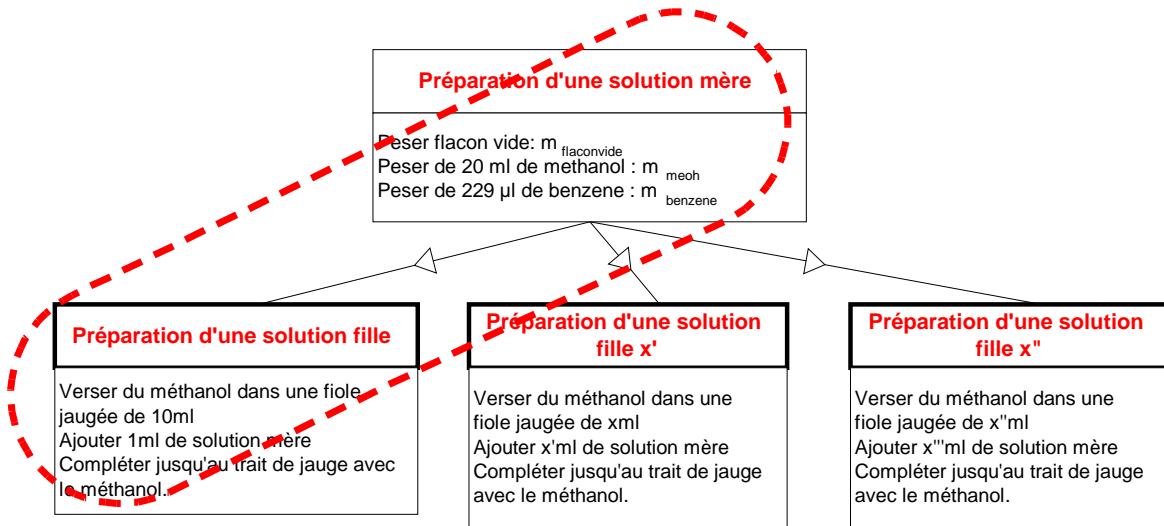 Préparation d'une solution mère
Peser flacon vide: m flaconvide
Peser de 20 ml de methanol : m meoh
Peser de 229 µl de benzene : m benzene
Préparation d'une solution fille
Verser du méthanol dans une fiole
jaugée de 10ml
Ajouter 1ml de solution mère
Compléter jusqu'au trait de jauge avec
le méthanol.
Préparation d'une solution
fille x'
Verser du méthanol dans une
fiole jaugée de xml
Ajouter x'ml de solution mère
Compléter jusqu'au trait de jauge
avec le méthanol.
Préparation d'une solution
fille x"
Verser du méthanol dans une
fiole jaugée de x"ml
Ajouter x"'ml de solution mère
Compléter jusqu'au trait de jauge
avec le méthanol.